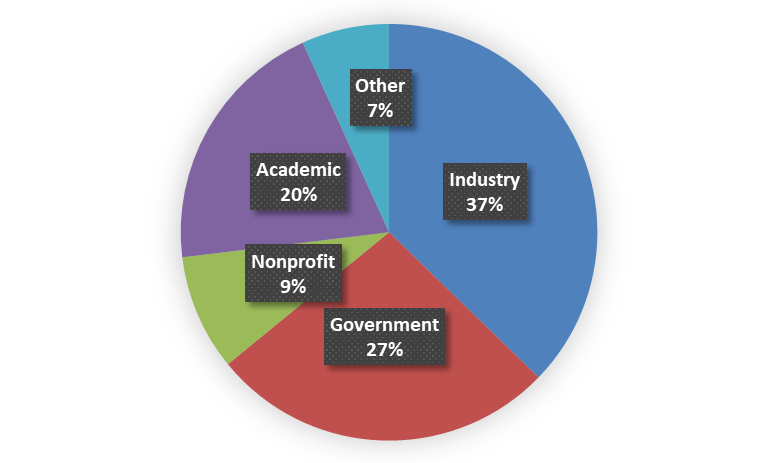 Other
7%
Industry
37%
Academic
20%
Nonprofit
9%
Government
27%